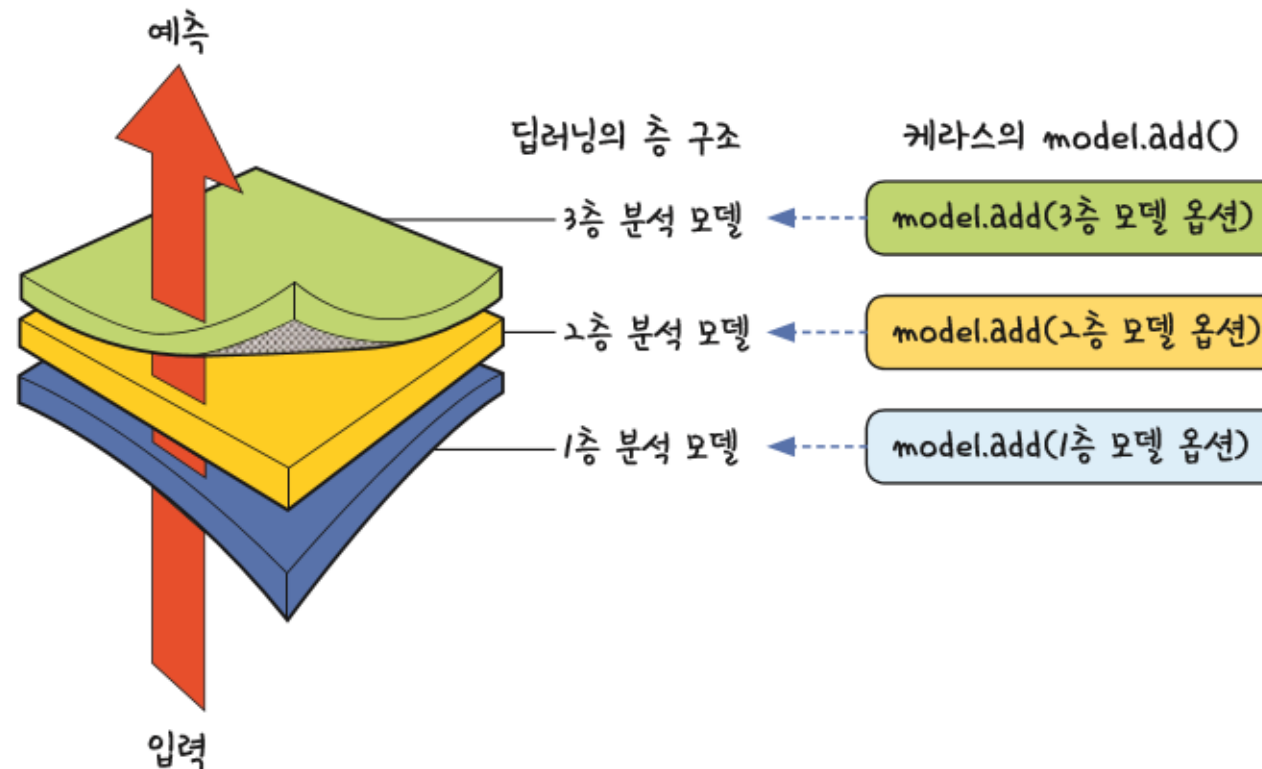 예측
딥러닝의 층 구조
케라스의 model.add()
3층 분석 모델
model.add(3층 모델 옵션)
2층 분석 모델
model.add(2층 모델 옵션)
1층 분석 모델
model.add(1층 모델 옵션)
입력